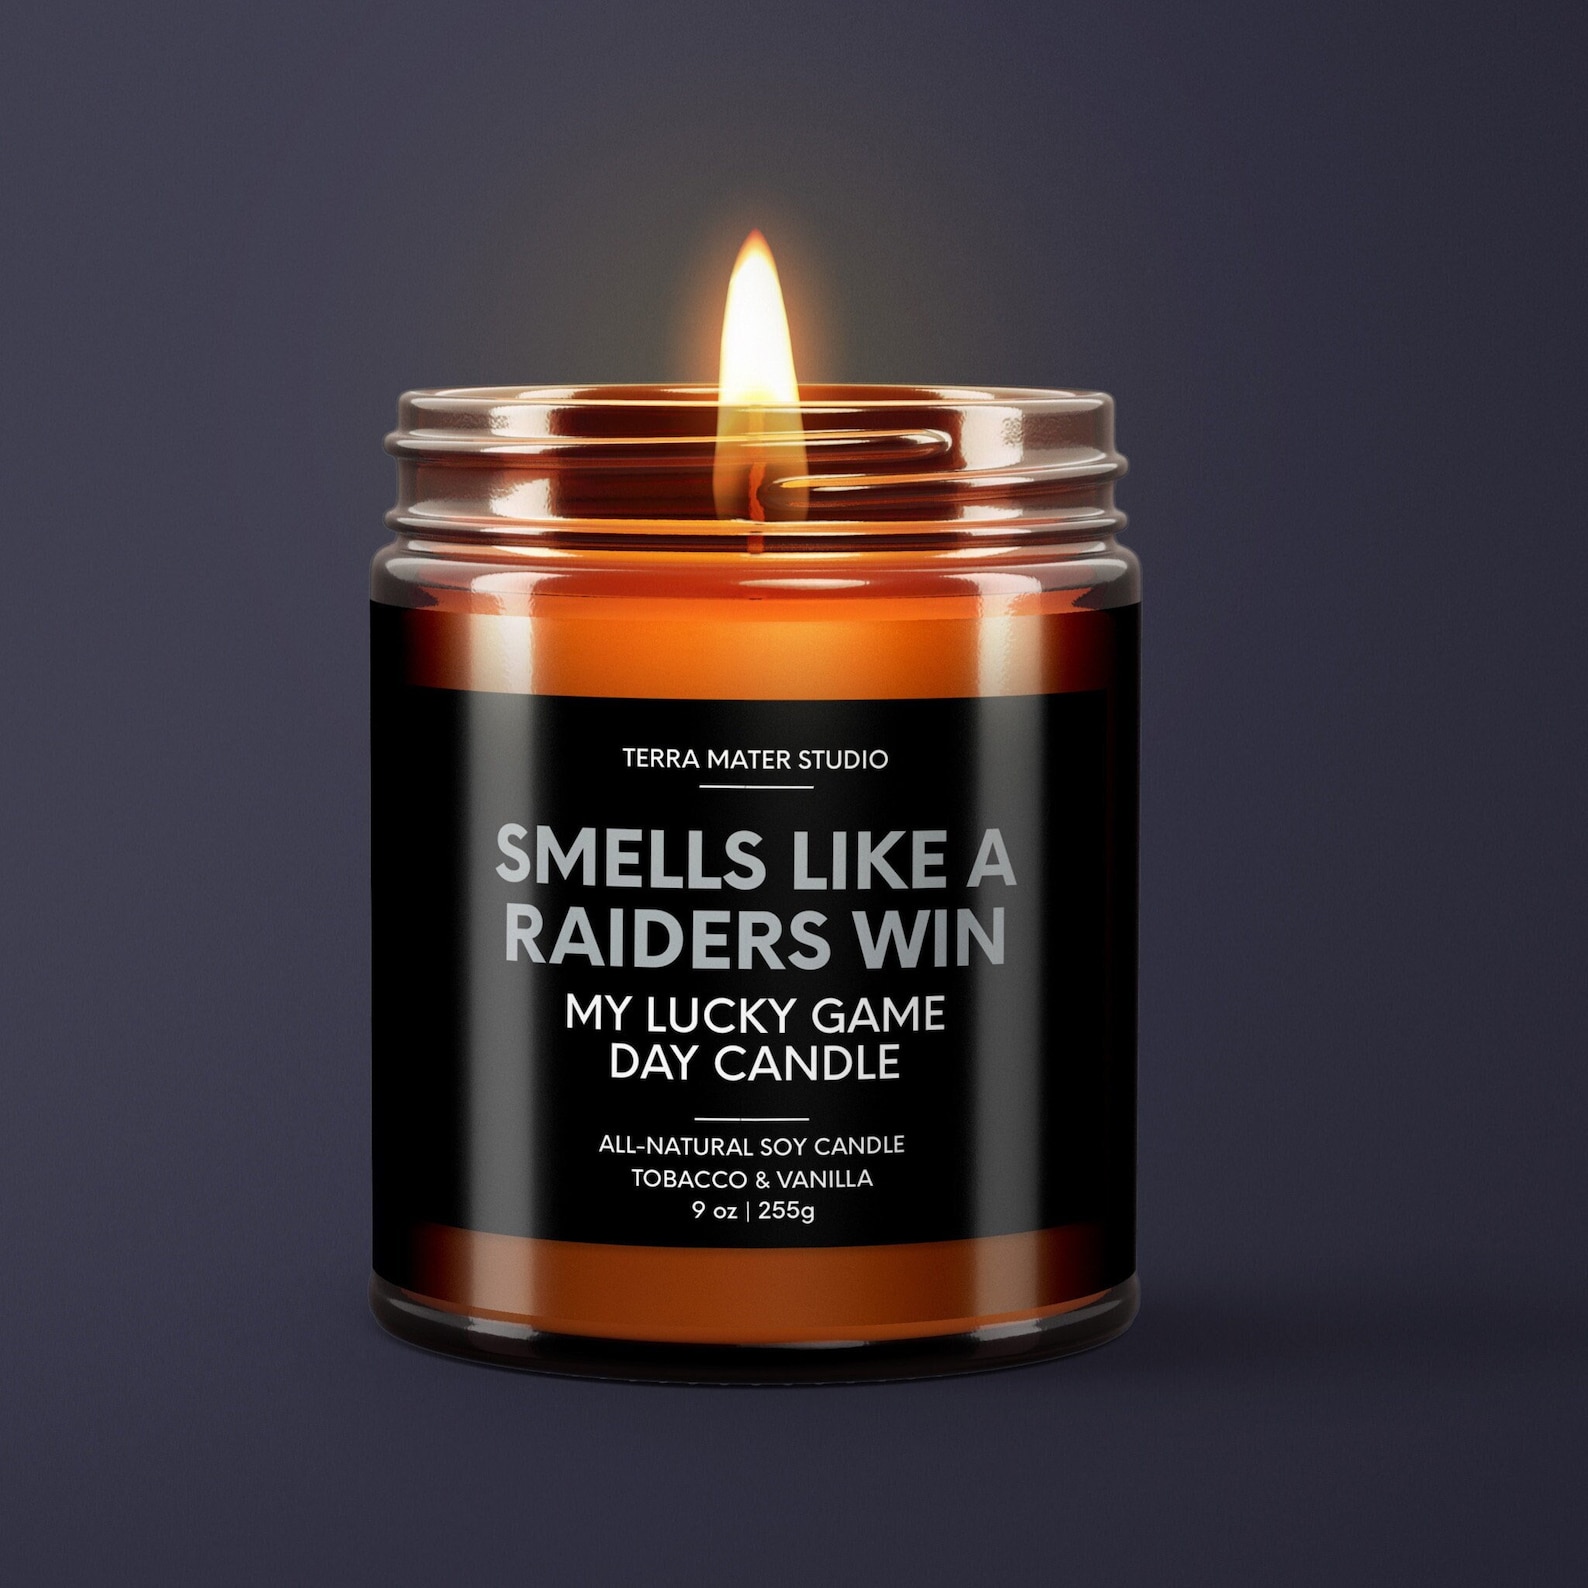 TERRA MATER STUDIO
SMELLS LIKE A
RAIDERS WIN
MY LUCKY GAME
DAY CANDLE
ALL-NATURAL SOY CANDLE
TOBACCO & VANILLA
9 oz | 255g